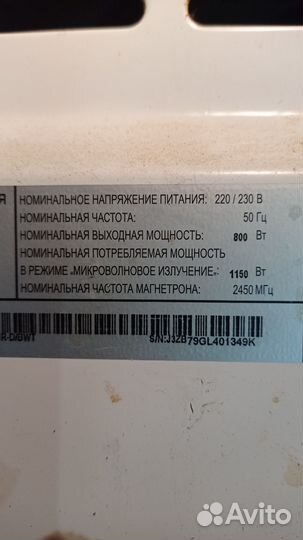 Я
НОМИНАЛЬНОЕ НАПРЯЖЕНИЕ ПИТАНИЯ: 220 / 230 В
НОМИНАЛЬНАЯ ЧАСТОТА: 50 Гц
НОМИНАЛЬНАЯ ВЫХОДНАЯ МОЩНОСТЬ: 800 Вт
НОМИНАЛЬНАЯ ПОТРЕБЛЯЕМАЯ МОЩНОСТЬ
В РЕЖИМЕ «МИКРОВОЛНОВОЕ ИЗЛУЧЕНИЕ»: 1150 Вт
НОМИНАЛЬНАЯ ЧАСТОТА МАГНЕТРОНА: 2450 МГц
R-D/BWT
S/N:J3ZB79GL401349K
Avito